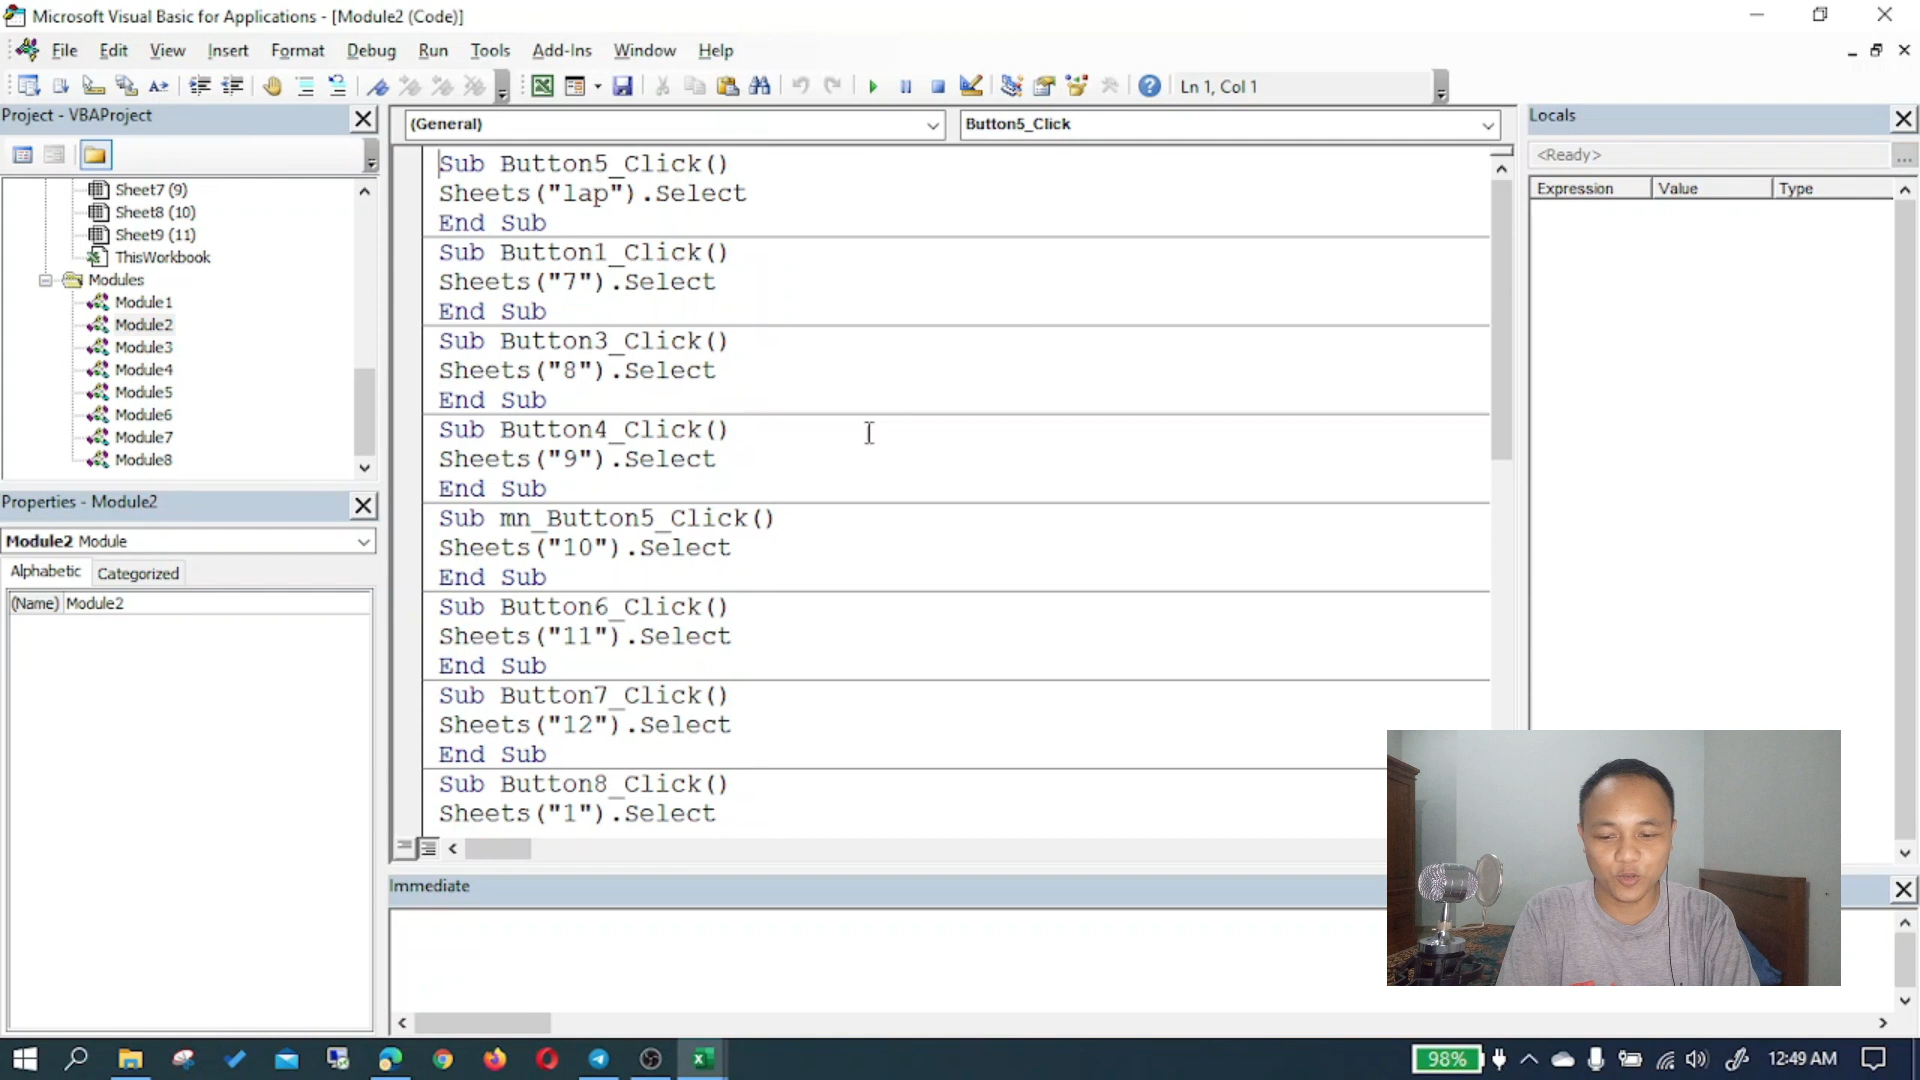 Microsoft Visual Basic for Applications - [Module2 (Code)]
File Edit View Insert Format Debug Run Tools Add-Ins Window Help
Ln 1, Col 1
Project - VBAProject
Sheet7 (9)
Sheet8 (10)
Sheet9 (11)
ThisWorkbook
Modules
Module1
Module2
Module3
Module4
Module5
Module6
Module7
Module8
Properties - Module2
Module2 Module
Alphabetic Categorized
(Name) Module2
(General) Button5_Click
Sub Button5_Click()
Sheets("lap").Select
End Sub
Sub Button1_Click()
Sheets("7").Select
End Sub
Sub Button3_Click()
Sheets("8").Select
End Sub
Sub Button4_Click()
Sheets("9").Select
End Sub
Sub mn_Button5_Click()
Sheets("10").Select
End Sub
Sub Button6_Click()
Sheets("11").Select
End Sub
Sub Button7_Click()
Sheets("12").Select
End Sub
Sub Button8_Click()
Sheets("1").Select
Immediate
Locals
<Ready>
...
Expression Value Type
98%
12:49 AM